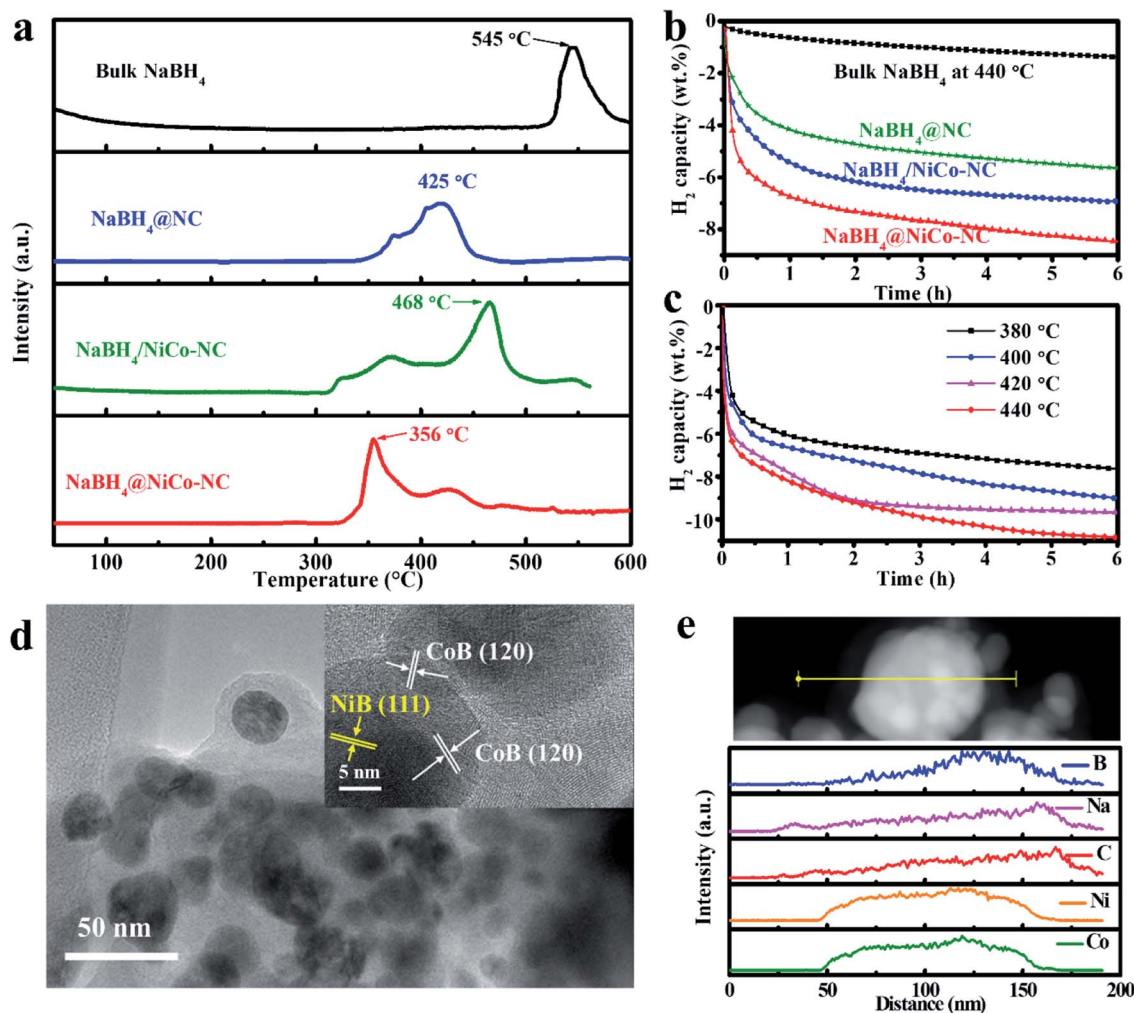 a
545 °C
Bulk NaBH₄
425 °C
NaBH₄@NC
468 °C
NaBH₄/NiCo-NC
356 °C
NaBH₄@NiCo-NC
Intensity (a.u.)
100 200 300 400 500 600
Temperature (°C)
b
0
-2
-4
-6
-8
H₂ capacity (wt.%)
Bulk NaBH₄ at 440 °C
NaBH₄@NC
NaBH₄/NiCo-NC
NaBH₄@NiCo-NC
0 1 2 3 4 5 6
Time (h)
c
0
-2
-4
-6
-8
-10
H₂ capacity (wt.%)
380 °C
400 °C
420 °C
440 °C
0 1 2 3 4 5 6
Time (h)
d
CoB (120)
NiB (111)
CoB (120)
5 nm
50 nm
e
B
Na
C
Ni
Co
Intensity (a.u.)
0 50 100 150 200
Distance (nm)